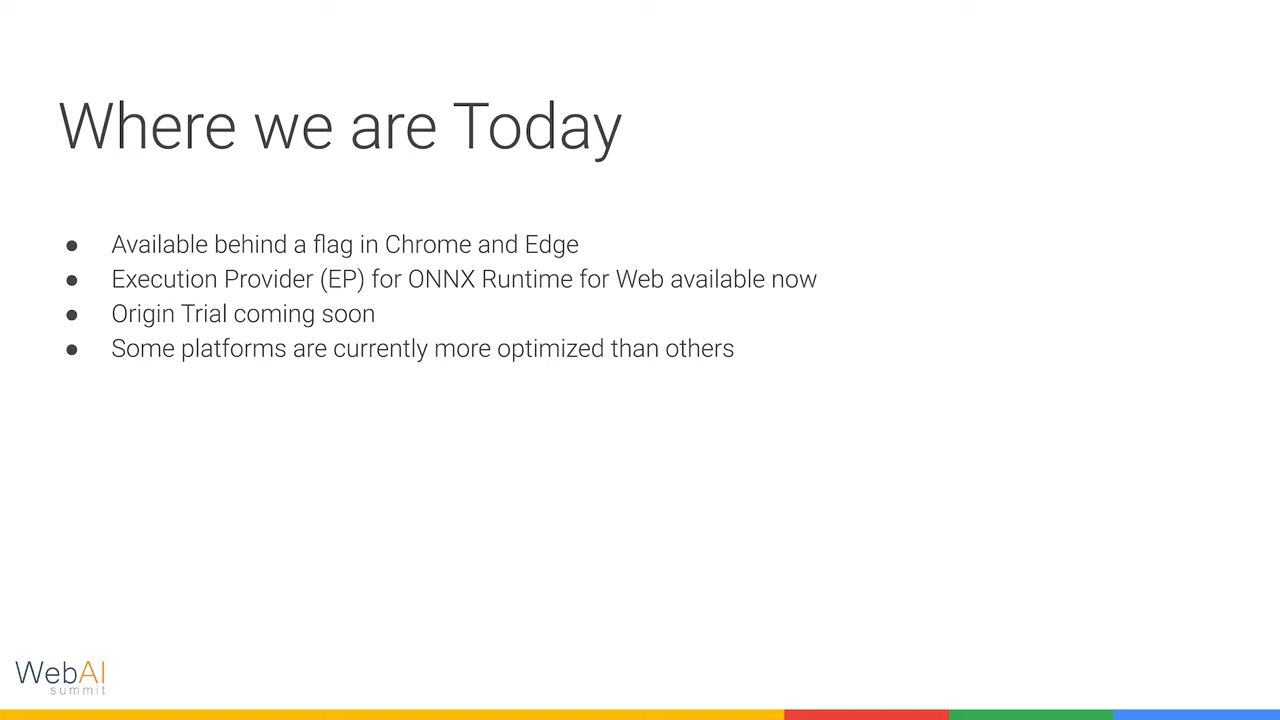 Where we are Today
● Available behind a flag in Chrome and Edge
● Execution Provider (EP) for ONNX Runtime for Web available now
● Origin Trial coming soon
● Some platforms are currently more optimized than others
WebAI
summit